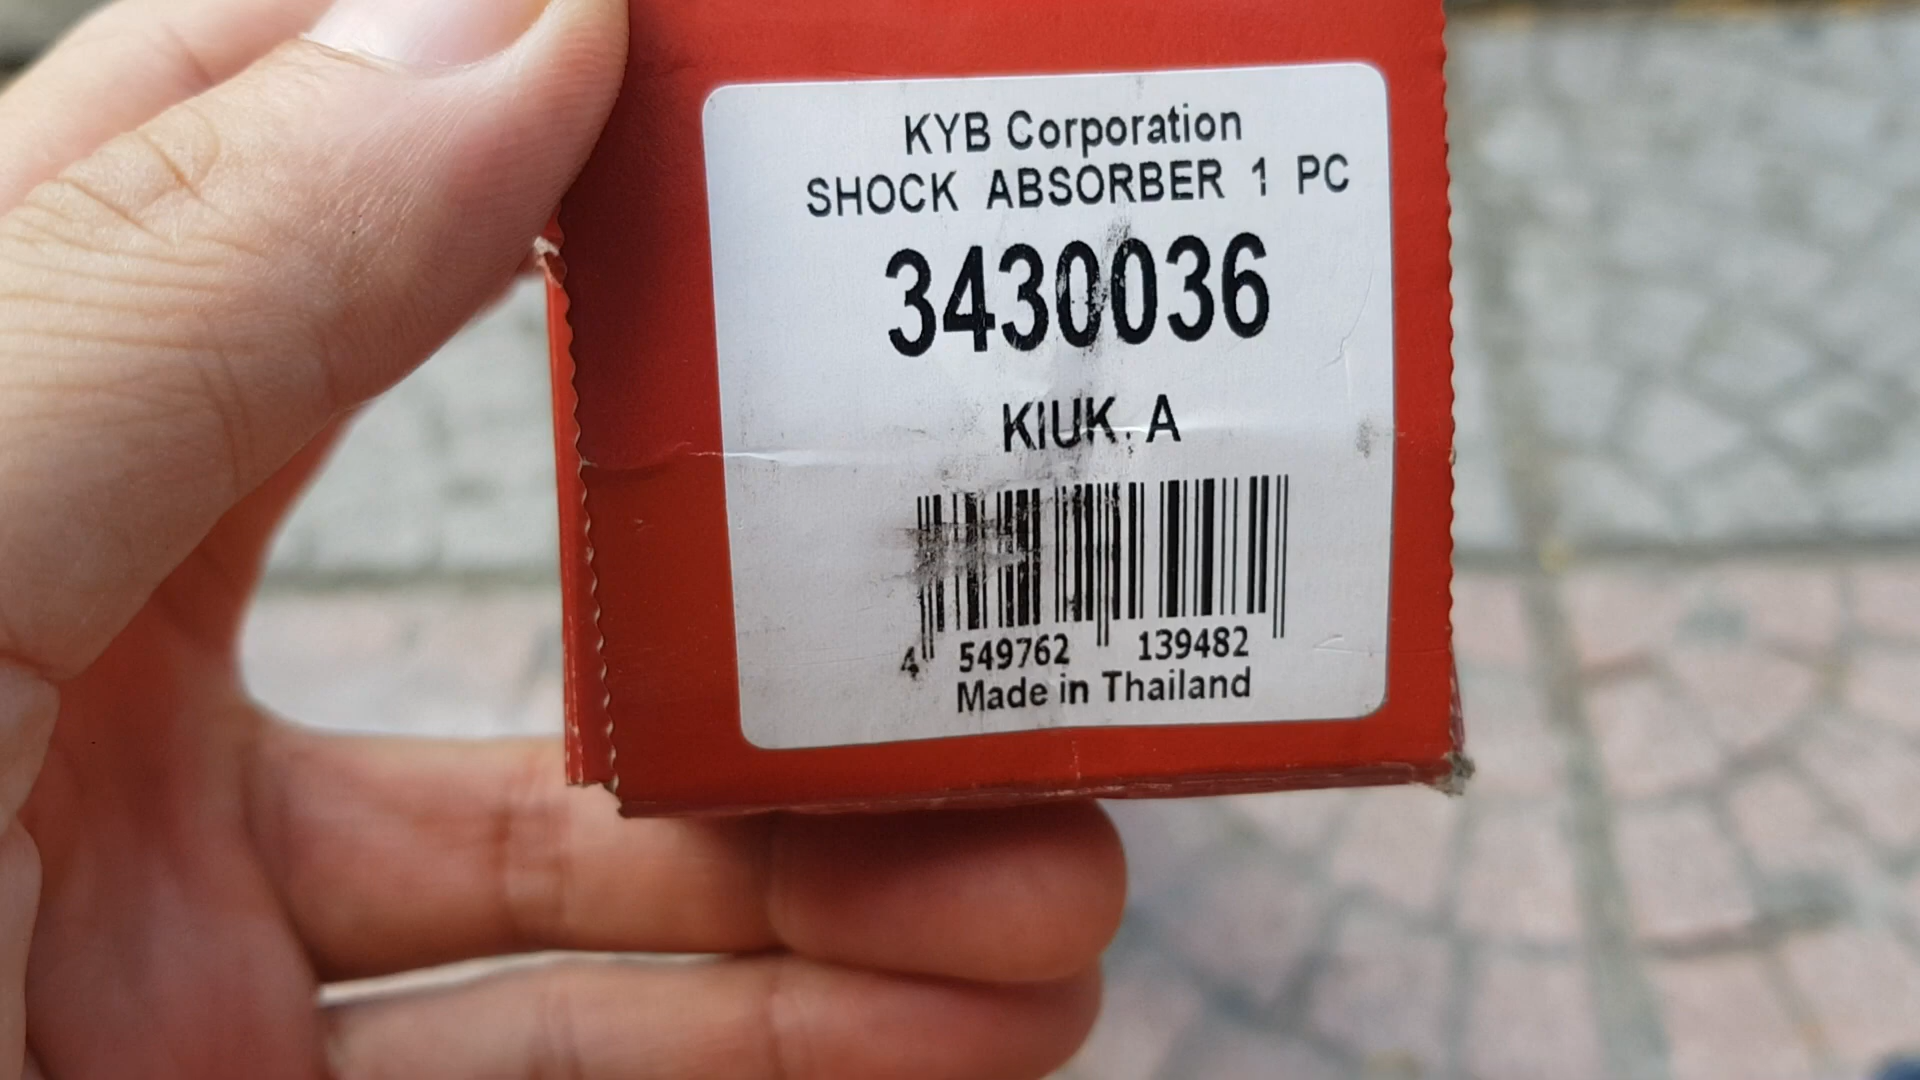 KYB Corporation
SHOCK ABSORBER 1 PC
3430036
KIUK. A
4 549762 139482
Made in Thailand